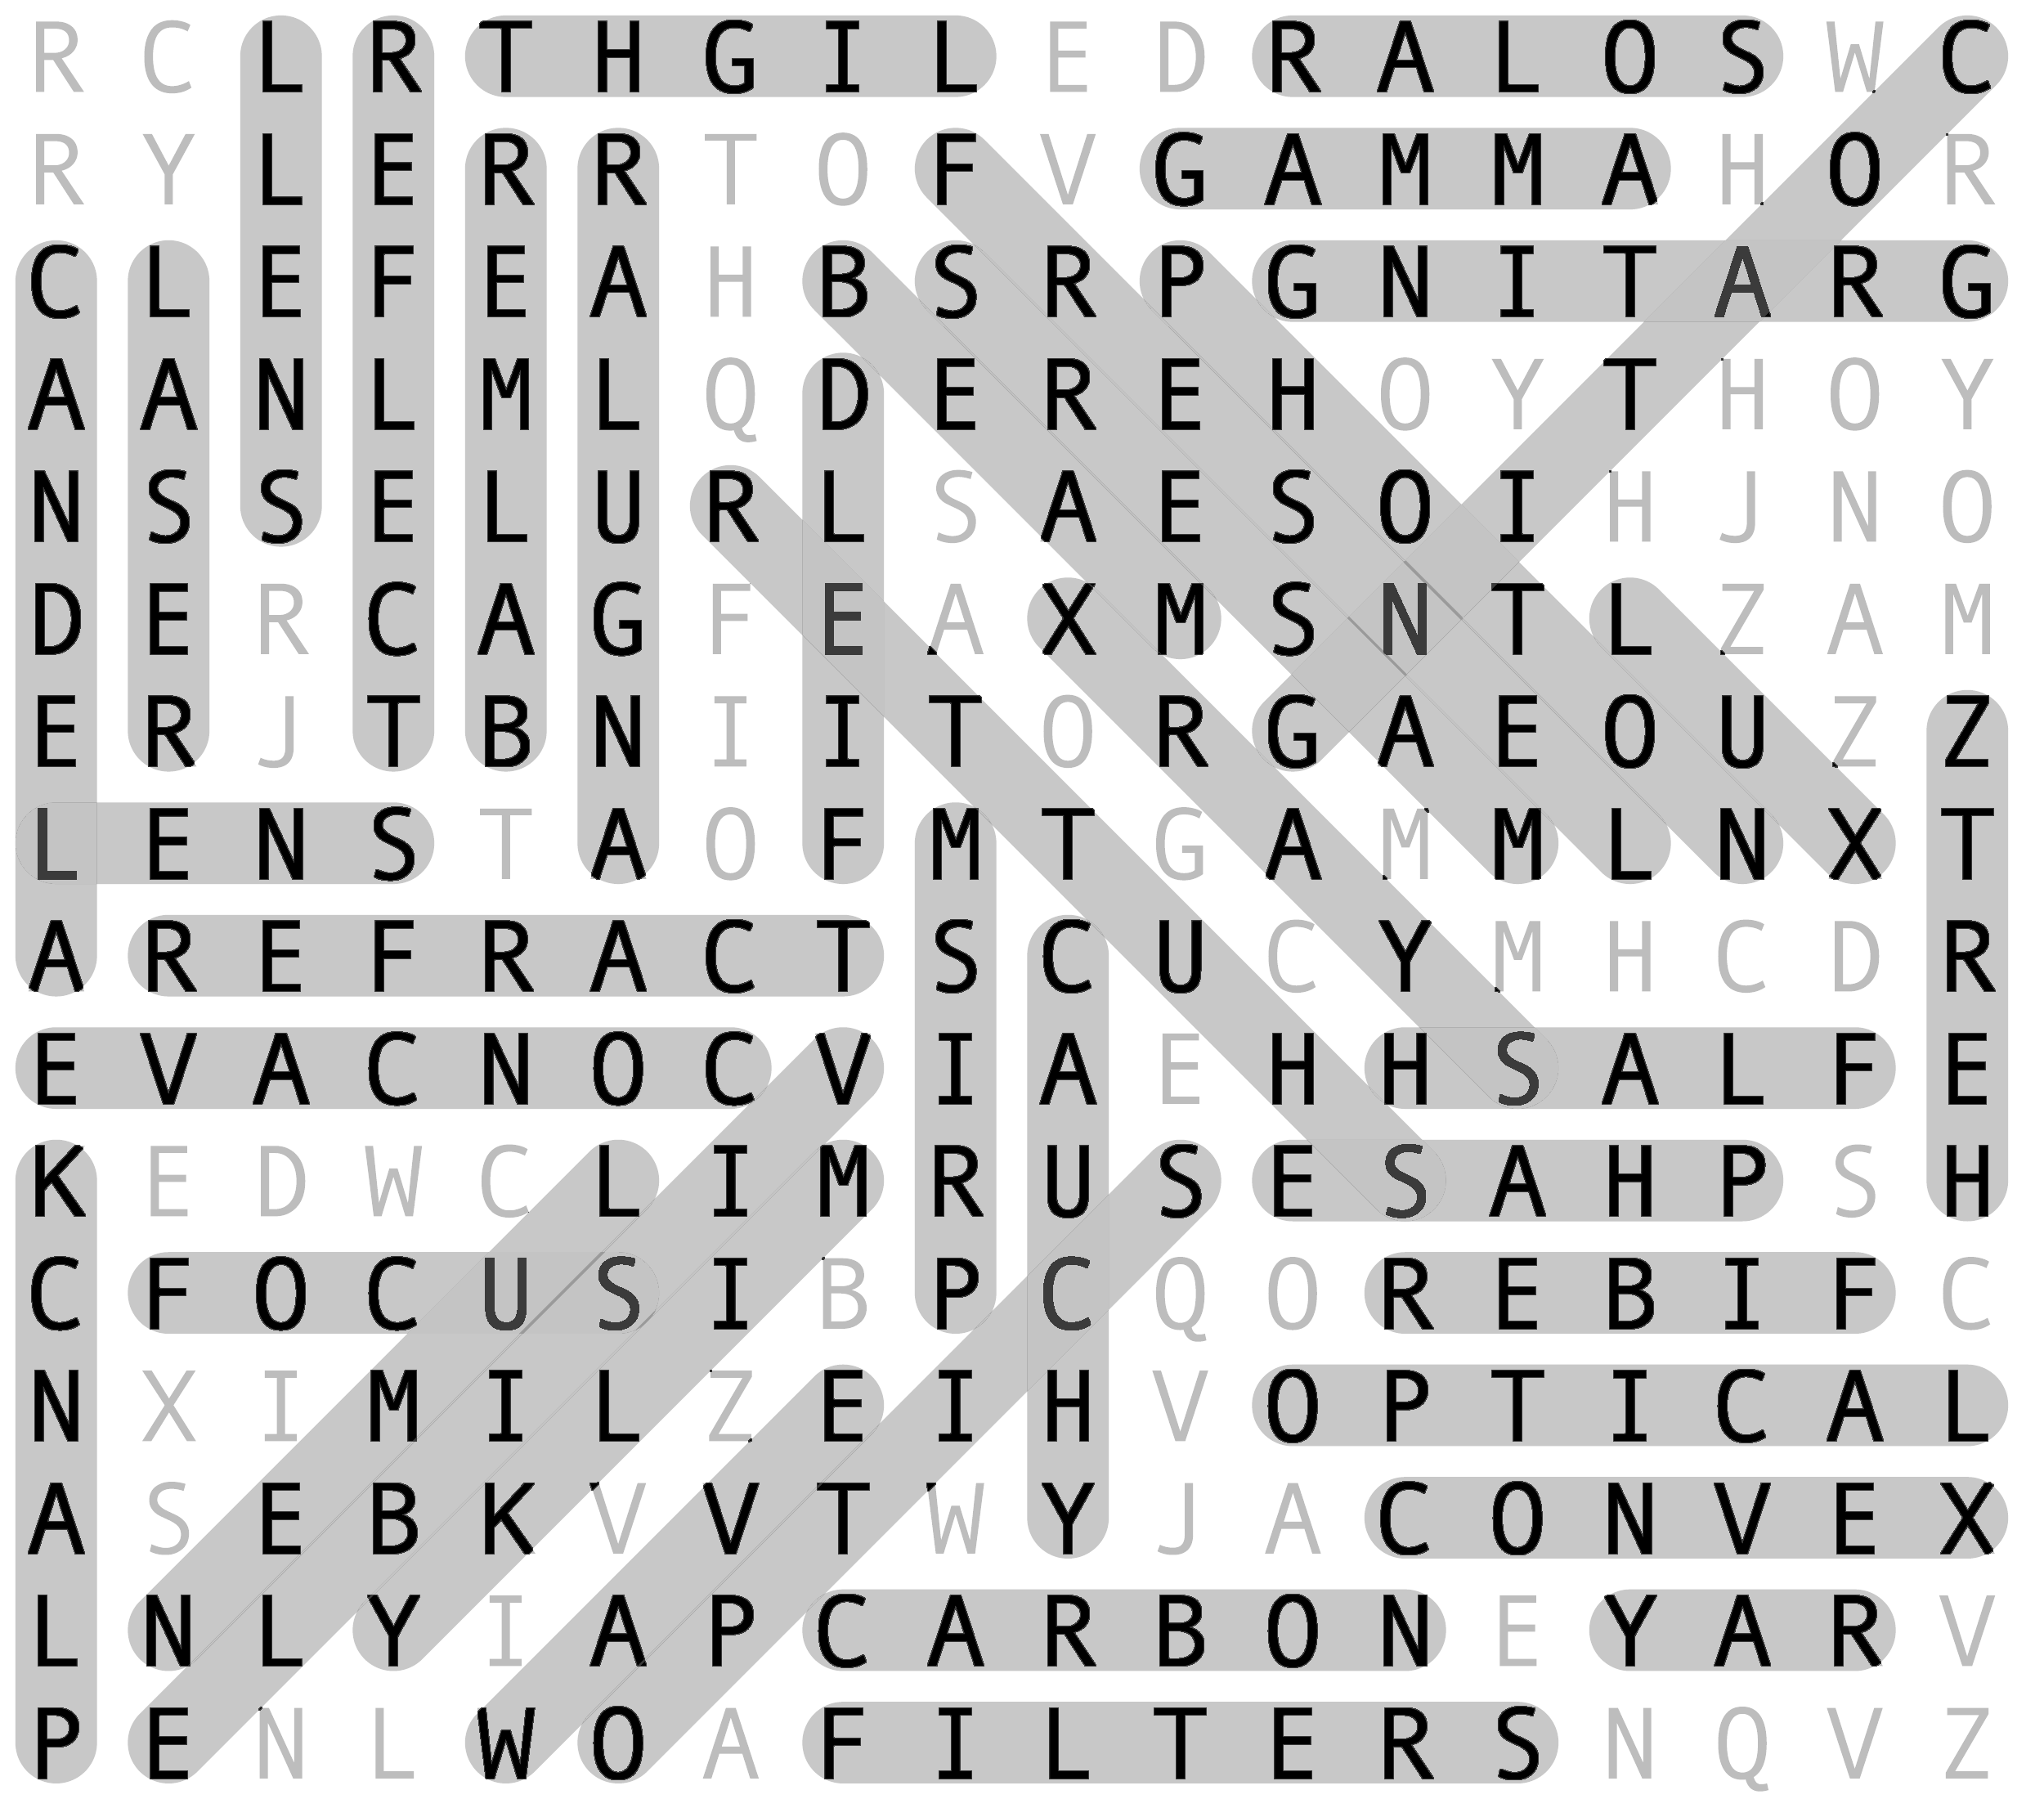 R C L R T H G I L E D R A L O S W C
R Y L E R R T O F V G A M M A H O R
C L E F E A H B S R P G N I T A R G
A A N L M L Q D E R E H O Y T H O Y
N S S E L U R L S A E S O I H J N O
D E R C A G F E A X M S N T L Z A M
E R J T B N I I T O R G A E O U Z Z
L E N S T A O F M T G A M M L N X T
A R E F R A C T S C U C Y M H C D R
E V A C N O C V I A E H H S A L F E
K E D W C L I M R U S E S A H P S H
C F O C U S I B P C Q O R E B I F C
N X I M I L Z E I H V O P T I C A L
A S E B K V V T W Y J A C O N V E X
L N L Y I A P C A R B O N E Y A R V
P E N L W O A F I L T E R S N Q V Z